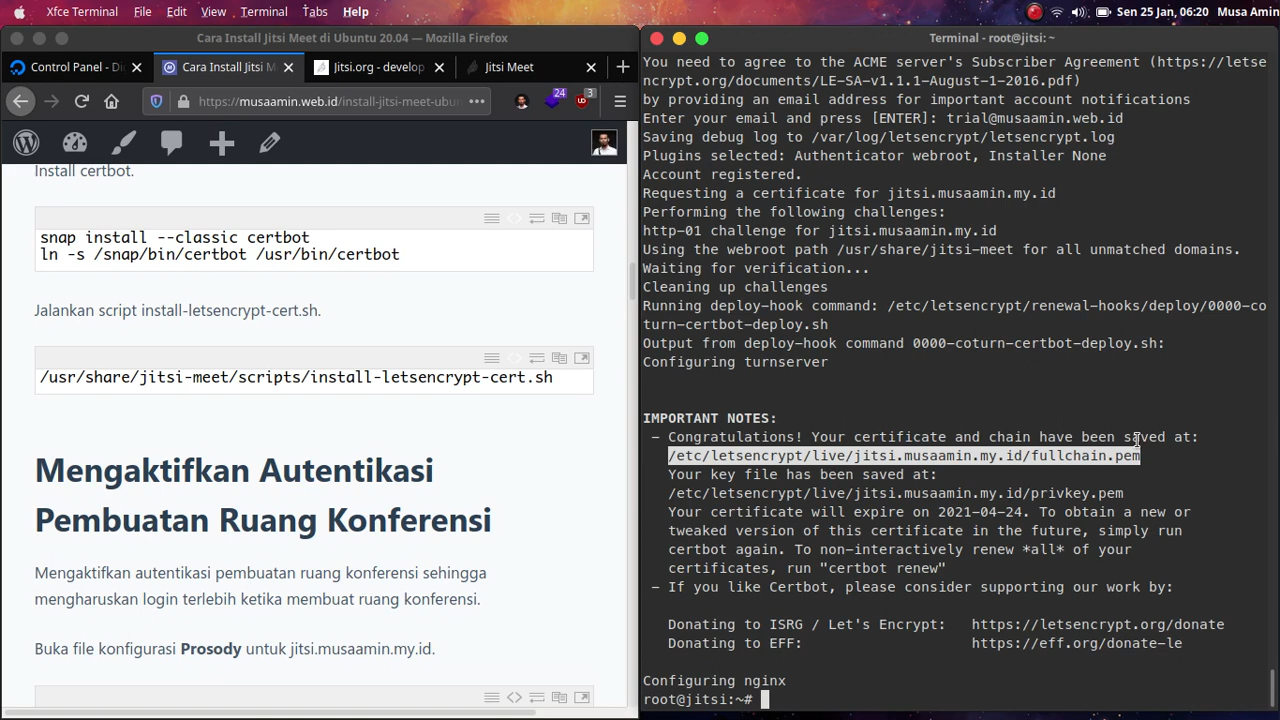 Xfce Terminal File Edit View Terminal Tabs Help
Sen 25 Jan, 06:20 Musa Amin
Cara Install Jitsi Meet di Ubuntu 20.04 — Mozilla Firefox
Control Panel - Di
Cara Install Jitsi M
Jitsi.org - develop
Jitsi Meet
https://musaamin.web.id/install-jitsi-meet-ubun
24
3
Install certbot.
snap install --classic certbot
ln -s /snap/bin/certbot /usr/bin/certbot
Jalankan script install-letsencrypt-cert.sh.
/usr/share/jitsi-meet/scripts/install-letsencrypt-cert.sh
Mengaktifkan Autentikasi
Pembuatan Ruang Konferensi
Mengaktifkan autentikasi pembuatan ruang konferensi sehingga
mengharuskan login terlebih ketika membuat ruang konferensi.
Buka file konfigurasi Prosody untuk jitsi.musaamin.my.id.
Terminal - root@jitsi: ~
You need to agree to the ACME server's Subscriber Agreement (https://letse
ncrypt.org/documents/LE-SA-v1.1.1-August-1-2016.pdf)
by providing an email address for important account notifications
Enter your email and press [ENTER]: trial@musaamin.web.id
Saving debug log to /var/log/letsencrypt/letsencrypt.log
Plugins selected: Authenticator webroot, Installer None
Account registered.
Requesting a certificate for jitsi.musaamin.my.id
Performing the following challenges:
http-01 challenge for jitsi.musaamin.my.id
Using the webroot path /usr/share/jitsi-meet for all unmatched domains.
Waiting for verification...
Cleaning up challenges
Running deploy-hook command: /etc/letsencrypt/renewal-hooks/deploy/0000-co
turn-certbot-deploy.sh
Output from deploy-hook command 0000-coturn-certbot-deploy.sh:
Configuring turnserver
IMPORTANT NOTES:
– Congratulations! Your certificate and chain have been saved at:
/etc/letsencrypt/live/jitsi.musaamin.my.id/fullchain.pem
Your key file has been saved at:
/etc/letsencrypt/live/jitsi.musaamin.my.id/privkey.pem
Your certificate will expire on 2021-04-24. To obtain a new or
tweaked version of this certificate in the future, simply run
certbot again. To non-interactively renew *all* of your
certificates, run "certbot renew"
– If you like Certbot, please consider supporting our work by:
Donating to ISRG / Let's Encrypt: https://letsencrypt.org/donate
Donating to EFF: https://eff.org/donate-le
Configuring nginx
root@jitsi:~#